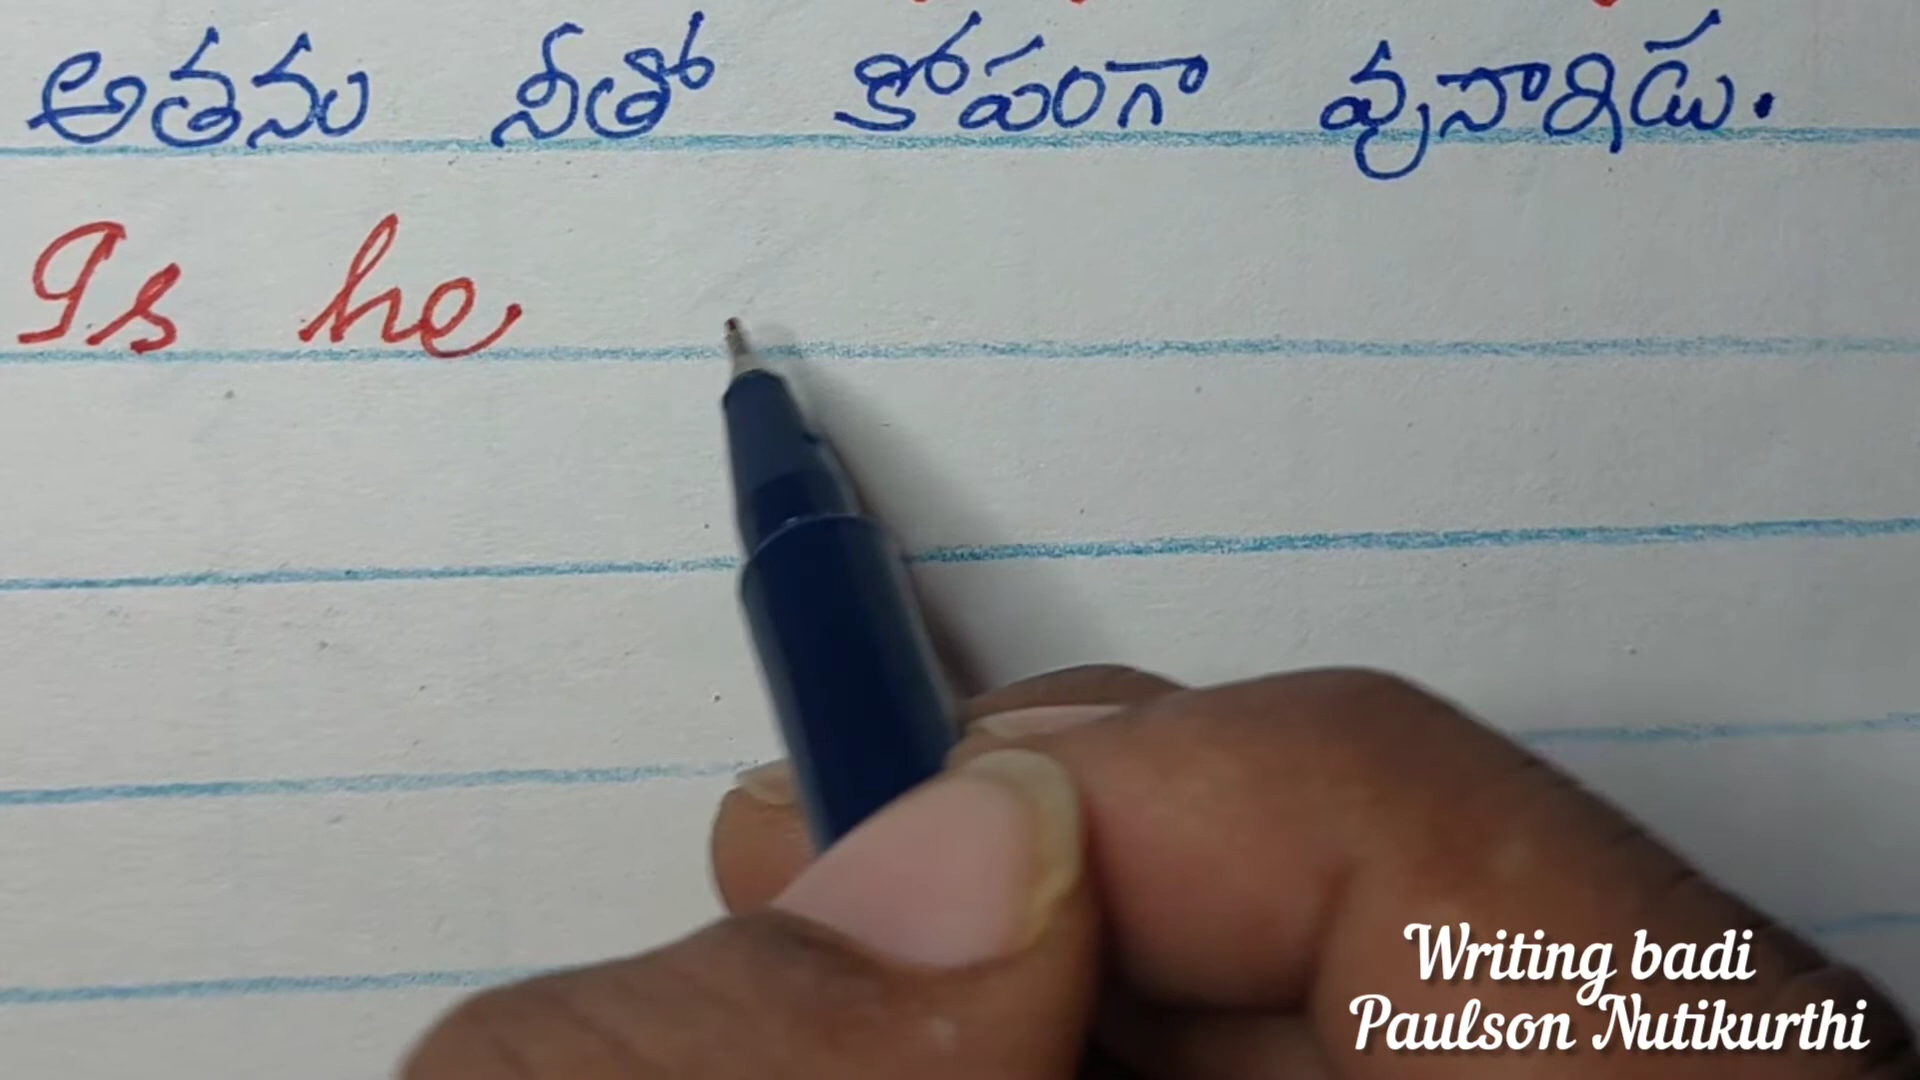 అతను నీతో కోపంగా వున్నాడు.
Is he
Writing badi
Paulson Nutikurthi